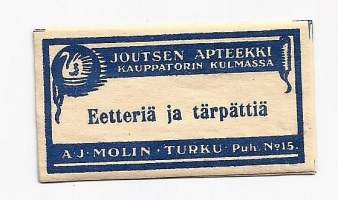 JOUTSEN APTEEKKI
KAUPPATORIN KULMASSA
Eetteriä ja tärpättiä
A·J·MOLIN·TURKU·Puh. Nº15.